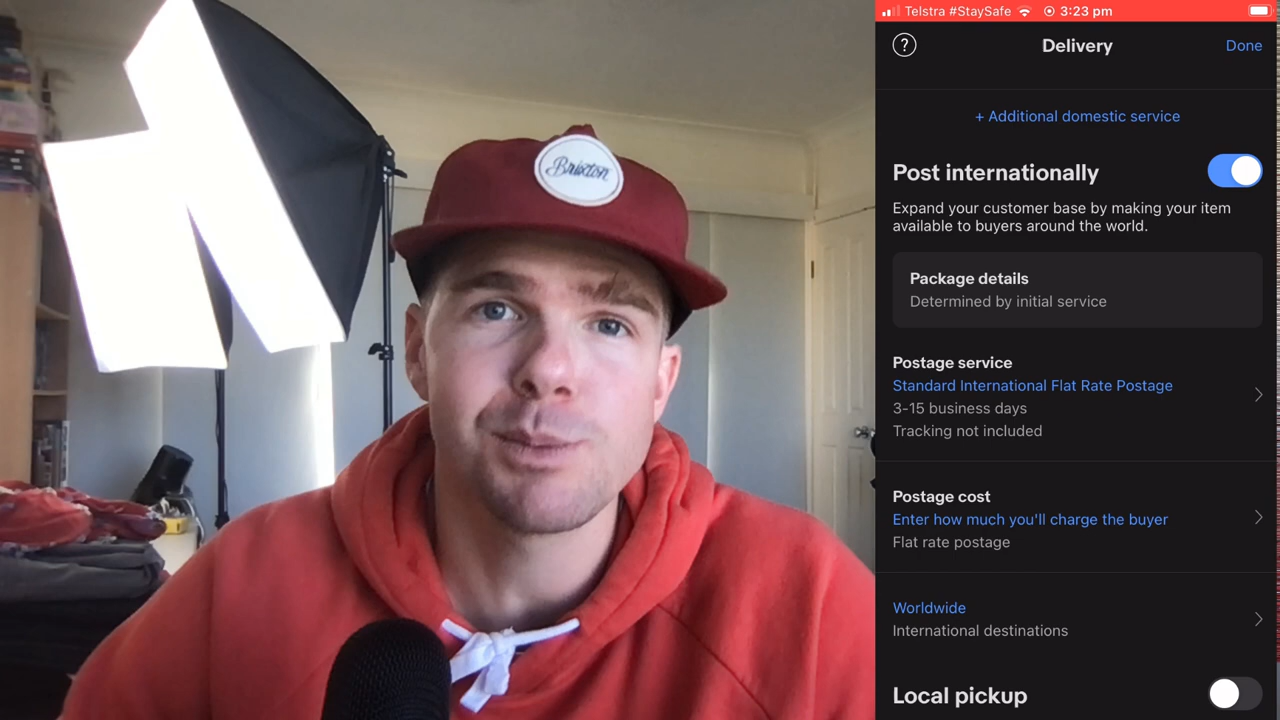 Brixton
Telstra #StaySafe 3:23 pm
? Delivery Done
+ Additional domestic service
Post internationally
Expand your customer base by making your item
available to buyers around the world.
Package details
Determined by initial service
Postage service
Standard International Flat Rate Postage
3-15 business days
Tracking not included
Postage cost
Enter how much you'll charge the buyer
Flat rate postage
Worldwide
International destinations
Local pickup